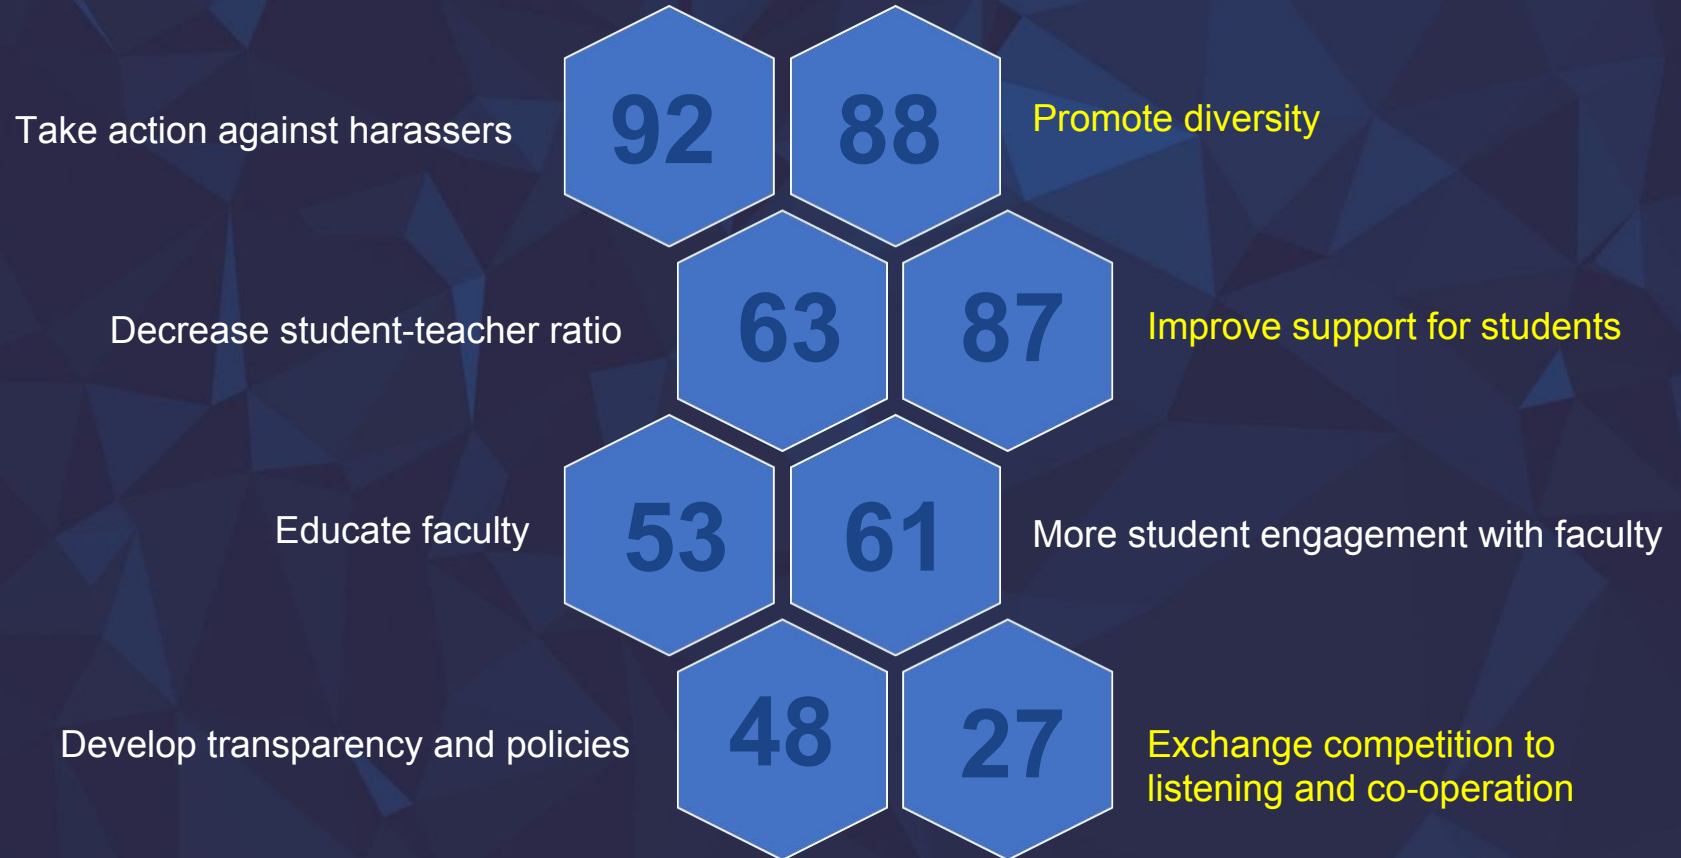 Take action against harassers
92
88
Promote diversity
Decrease student-teacher ratio
63
87
Improve support for students
Educate faculty
53
61
More student engagement with faculty
Develop transparency and policies
48
27
Exchange competition to
listening and co-operation